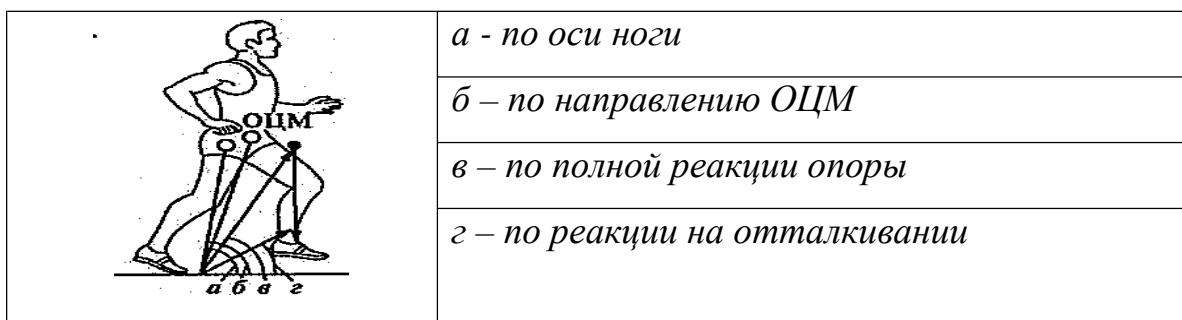 а - по оси ноги
б – по направлению ОЦМ
ОЦМ
в – по полной реакции опоры
г – по реакции на отталкивании
а б в г